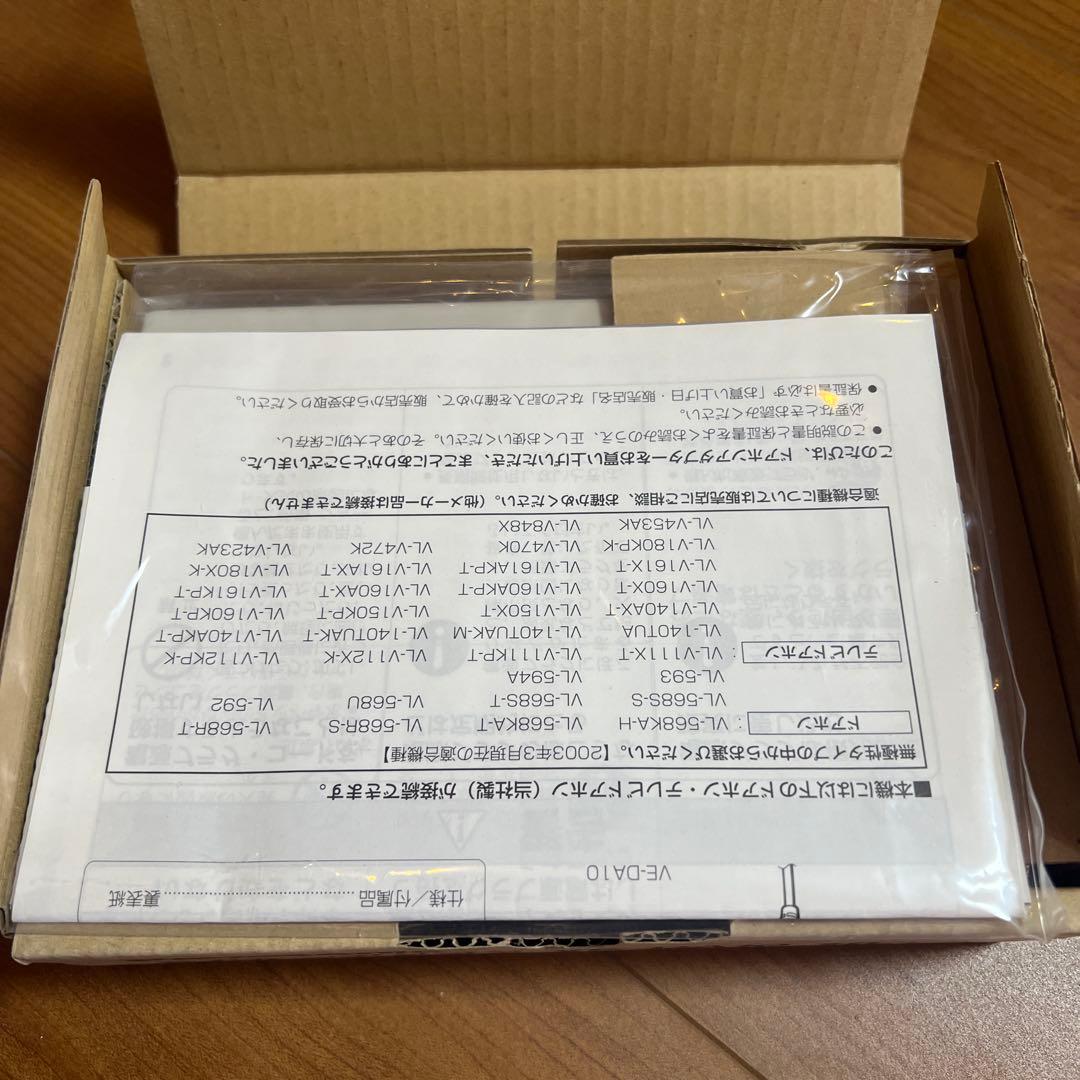 仕様／付属品……………………裏表紙
VE-DA10
■本機には以下のドアホン・テレビドアホン（当社製）が接続できます。
無極性タイプの中からお選びください。【2003年3月現在の適合機種】
ドアホン : VL-568KA-H VL-568KA-T VL-568R-S VL-568R-T
VL-568S-S VL-568S-T VL-568U VL-592
VL-593 VL-594A
テレビドアホン : VL-V111X-T VL-V111KP-T VL-V112X-K VL-V112KP-K
VL-140TUA VL-140TUAK-M VL-140TUAK-T VL-V140AKP-T
VL-V140AX-T VL-V150X-T VL-V150KP-T VL-V160KP-T
VL-V160X-T VL-V160AKP-T VL-V160AX-T VL-V161KP-T
VL-V161X-T VL-V161AKP-T VL-V161AX-T VL-V180X-K
VL-V180KP-K VL-V470K VL-V472K VL-V423AK
VL-V453AK VL-V848X
適合機種については販売店にご相談、お確かめください。（他メーカー品は接続できません）
このたびは、ドアホンアダプターをお買い上げいただき、まことにありがとうございました。
● この説明書と保証書をよくお読みのうえ、正しくお使いください。そのあと大切に保存し、
必要なときお読みください。
● 保証書は必ず「お買い上げ日・販売店名」などの記入を確かめて、販売店からお受取りください。